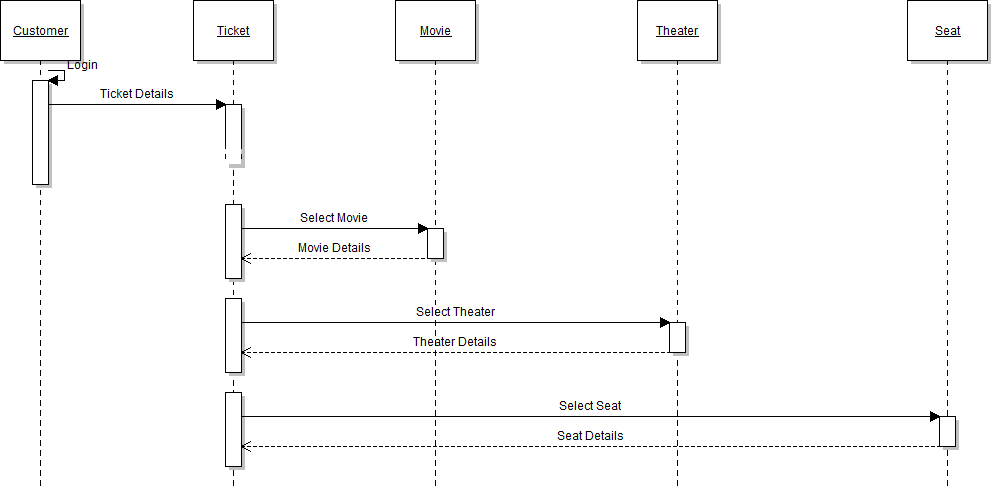 Customer
Ticket
Movie
Theater
Seat
Login
Ticket Details
Select Movie
Movie Details
Select Theater
Theater Details
Select Seat
Seat Details